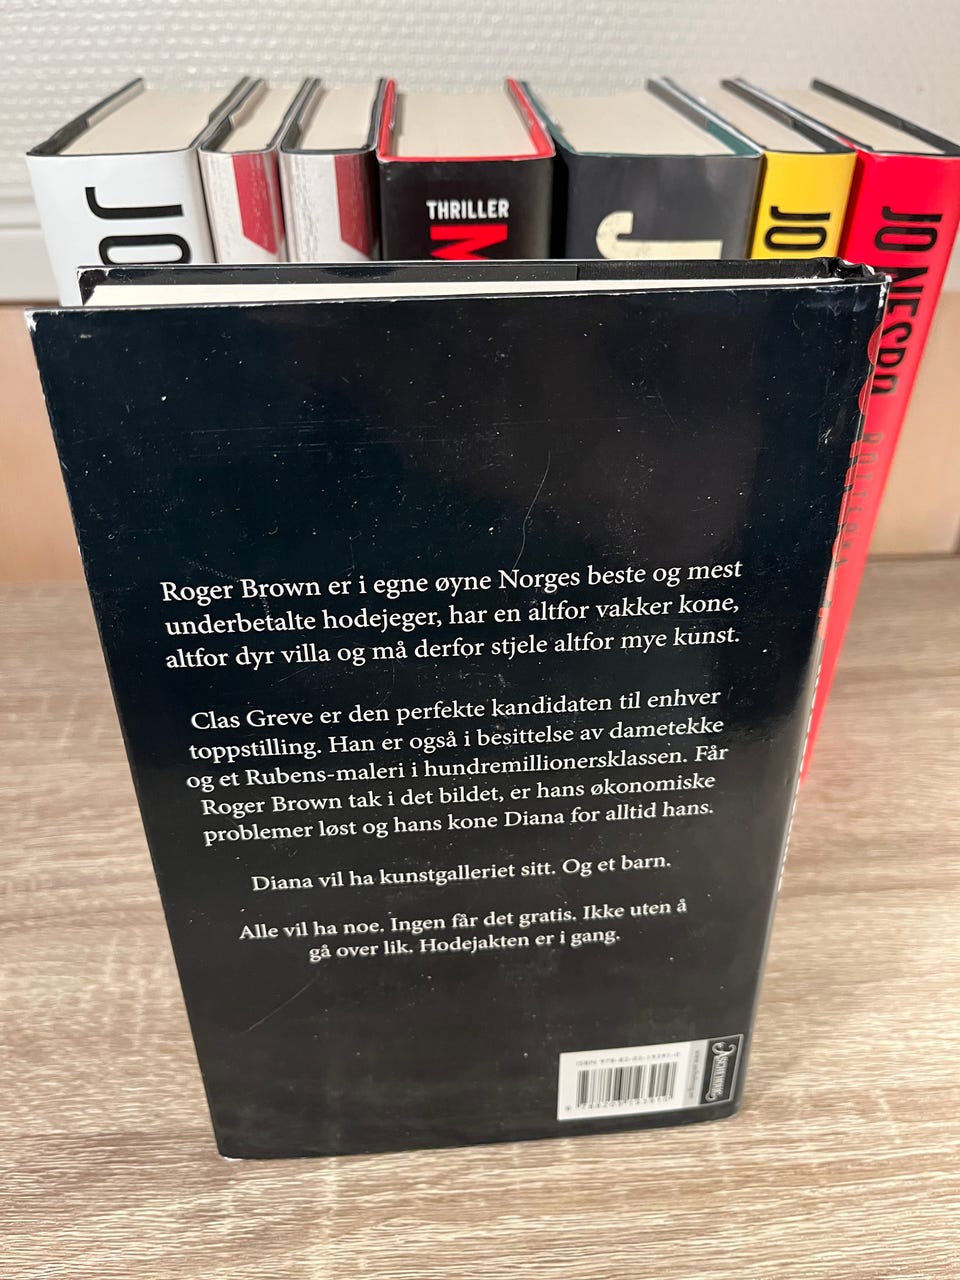 JO
THRILLER
M
J
JO
JO NESBØ
Roger Brown er i egne øyne Norges beste og mest
underbetalte hodejeger, har en altfor vakker kone,
altfor dyr villa og må derfor stjele altfor mye kunst.
Clas Greve er den perfekte kandidaten til enhver
toppstilling. Han er også i besittelse av dametekke
og et Rubens-maleri i hundremillionersklassen. Får
Roger Brown tak i det bildet, er hans økonomiske
problemer løst og hans kone Diana for alltid hans.
Diana vil ha kunstgalleriet sitt. Og et barn.
Alle vil ha noe. Ingen får det gratis. Ikke uten å
gå over lik. Hodejakten er i gang.
ASCHEHOUG